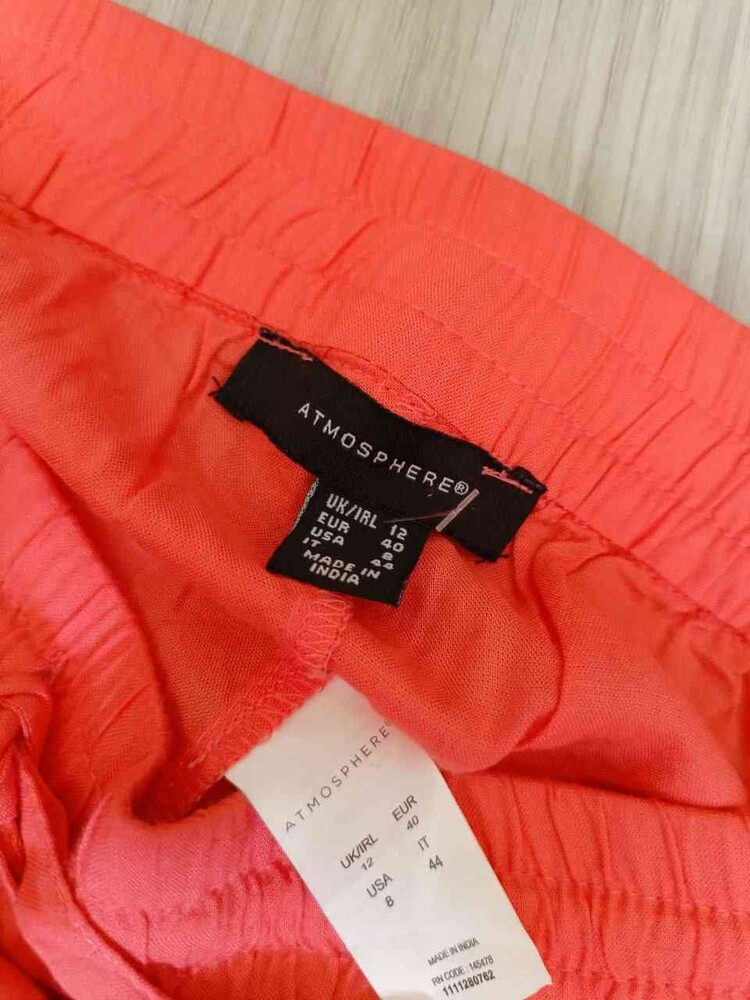 ATMOSPHERE®
UK/IRL 12
EUR 40
USA 8
IT 44
MADE IN
INDIA
ATMOSPHERE®
UK/IRL EUR
12 40
USA IT
8 44
MADE IN INDIA
RN CODE : 145478
1111280762